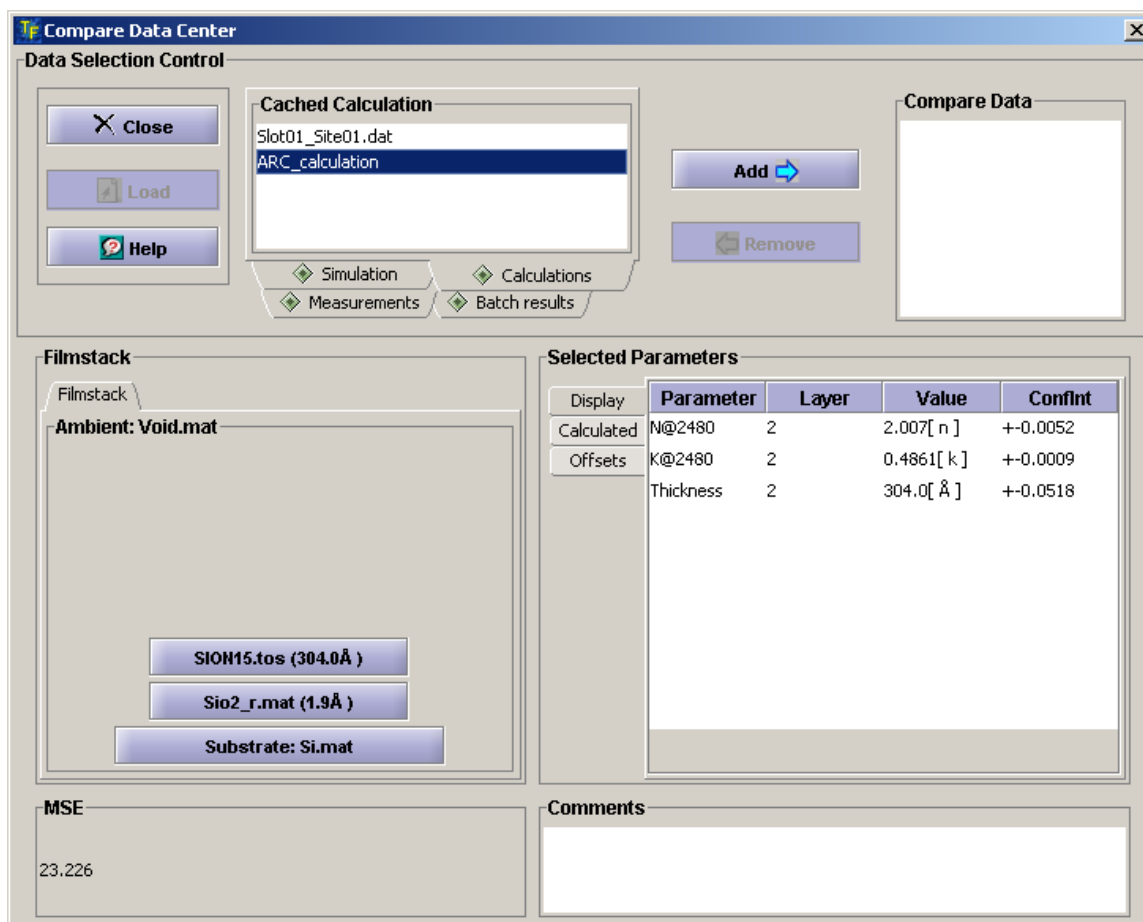 TF Compare Data Center
Data Selection Control
Close
Load
Help
Cached Calculation
Slot01_Site01.dat
ARC_calculation
Simulation
Calculations
Measurements
Batch results
Add
Remove
Compare Data
Filmstack
Filmstack
Ambient: Void.mat
SION15.tos (304.0Å )
Sio2_r.mat (1.9Å )
Substrate: Si.mat
Selected Parameters
Display
Calculated
Offsets
Parameter Layer Value ConfInt
N@2480 2 2.007[ n ] +-0.0052
K@2480 2 0.4861[ k ] +-0.0009
Thickness 2 304.0[ Å ] +-0.0518
MSE
23.226
Comments